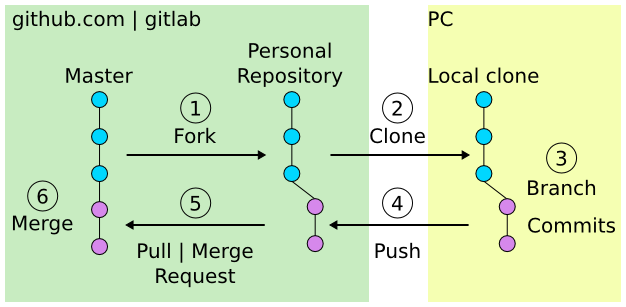 github.com | gitlab
PC
Master
Personal
Repository
Local clone
1
Fork
2
Clone
3
Branch
Commits
4
Push
5
Pull | Merge
Request
6
Merge